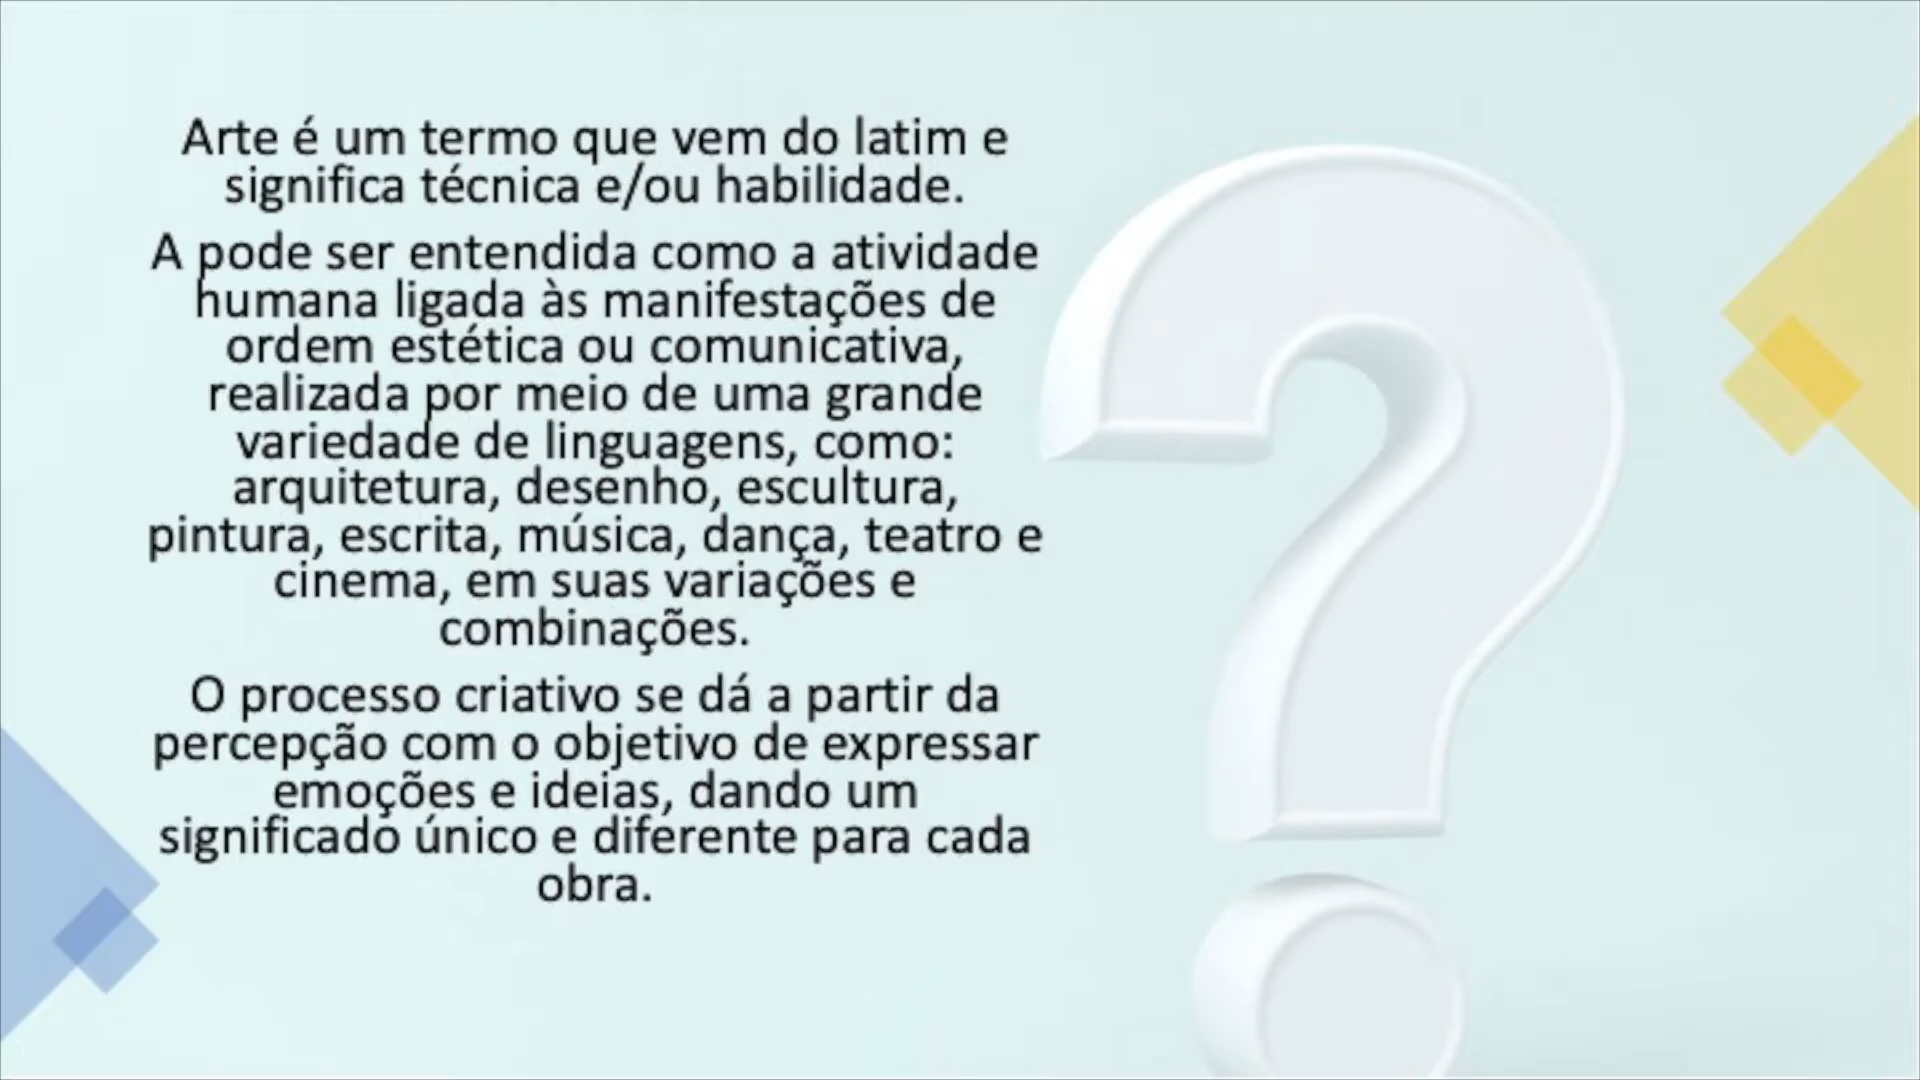 Arte é um termo que vem do latim e
significa técnica e/ou habilidade.
A pode ser entendida como a atividade
humana ligada às manifestações de
ordem estética ou comunicativa,
realizada por meio de uma grande
variedade de linguagens, como:
arquitetura, desenho, escultura,
pintura, escrita, música, dança, teatro e
cinema, em suas variações e
combinações.
O processo criativo se dá a partir da
percepção com o objetivo de expressar
emoções e ideias, dando um
significado único e diferente para cada
obra.